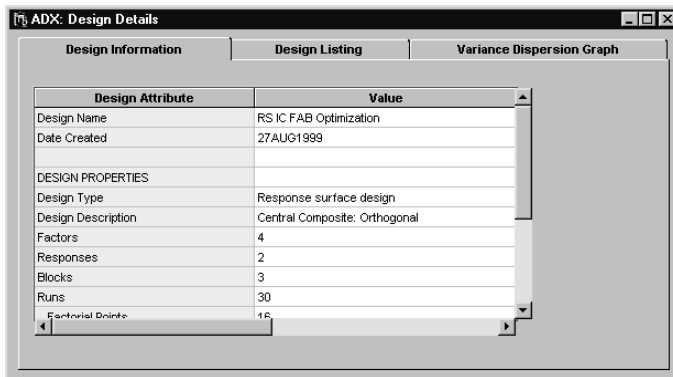 ADX: Design Details
Design Information Design Listing Variance Dispersion Graph
Design Attribute Value
Design Name RS IC FAB Optimization
Date Created 27AUG1999
DESIGN PROPERTIES
Design Type Response surface design
Design Description Central Composite: Orthogonal
Factors 4
Responses 2
Blocks 3
Runs 30
Factorial Points 16